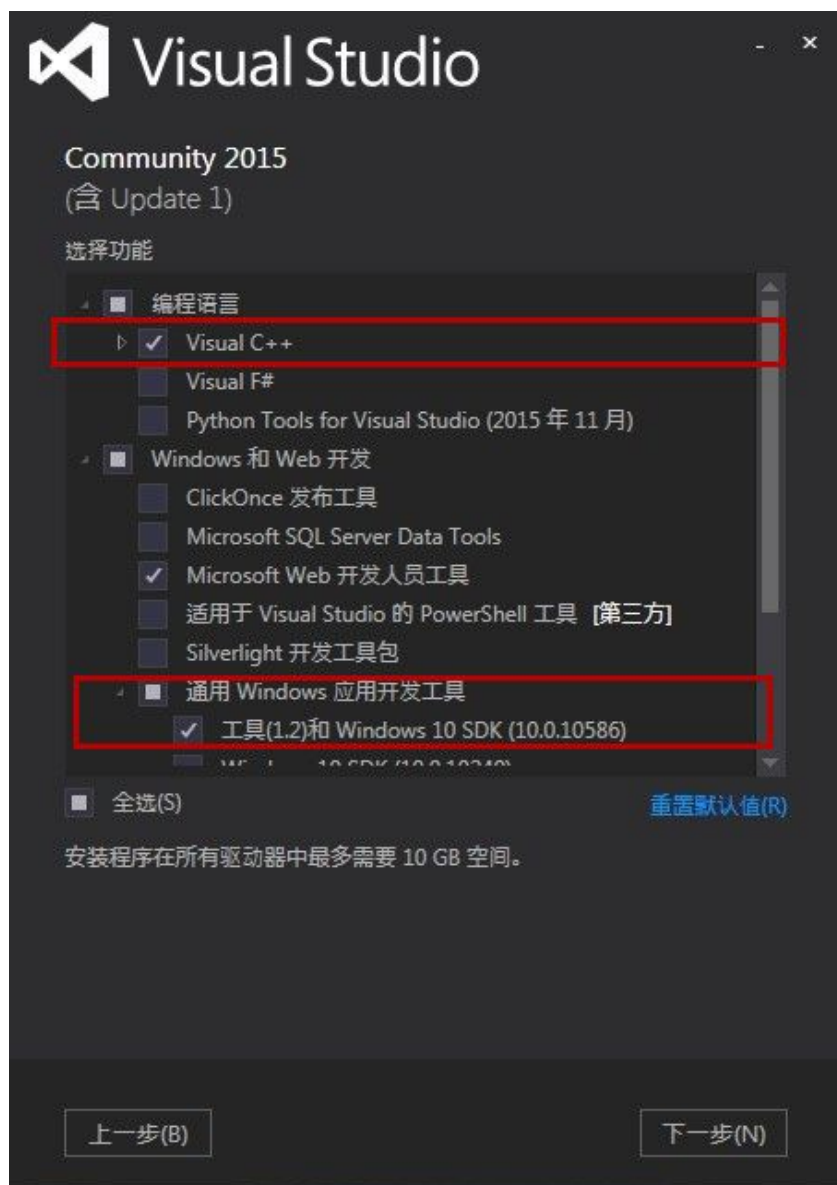 Visual Studio
Community 2015
(含 Update 1)
选择功能
编程语言
Visual C++
Visual F#
Python Tools for Visual Studio (2015 年 11 月)
Windows 和 Web 开发
ClickOnce 发布工具
Microsoft SQL Server Data Tools
Microsoft Web 开发人员工具
适用于 Visual Studio 的 PowerShell 工具 [第三方]
Silverlight 开发工具包
通用 Windows 应用开发工具
工具(1.2)和 Windows 10 SDK (10.0.10586)
Windows 10 SDK (10.0.10240)
全选(S)
重置默认值(R)
安装程序在所有驱动器中最多需要 10 GB 空间。
上一步(B)
下一步(N)